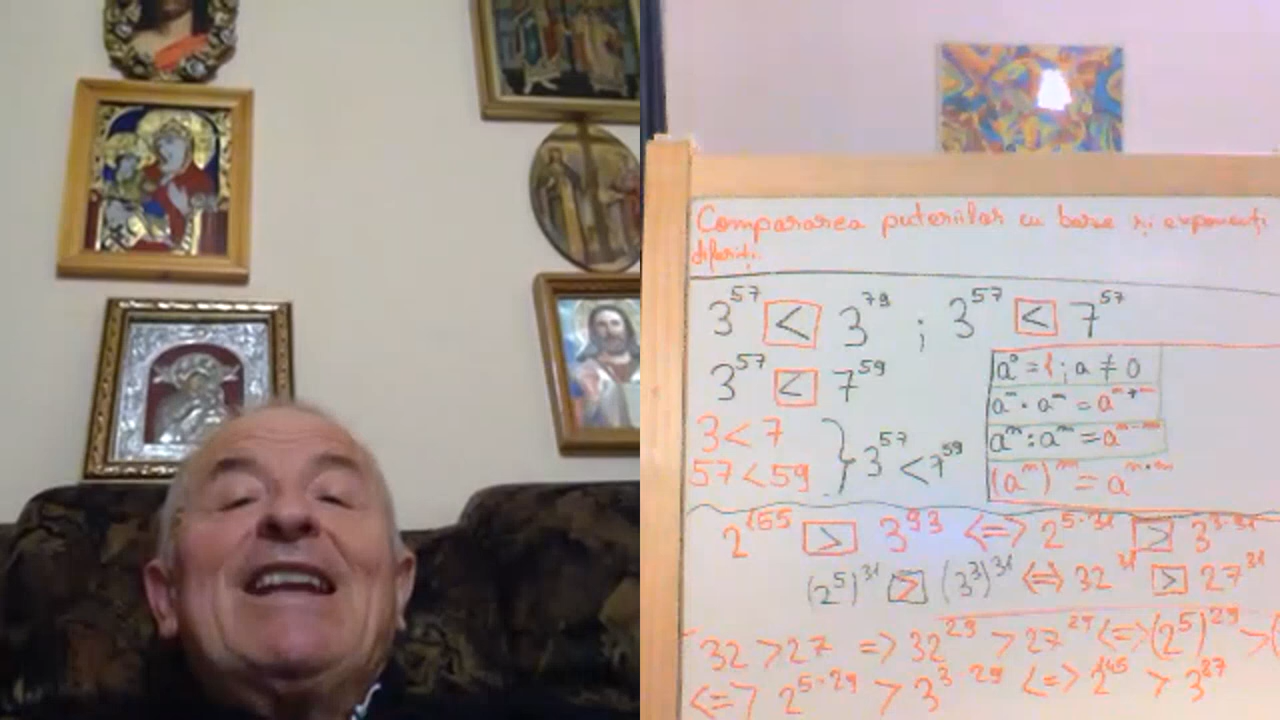 Compararea puterilor cu baze și exponenți
diferiți.
3^57 < 3^79 ; 3^57 < 7^57
3^57 < 7^59
3 < 7
57 < 59
} 3^57 < 7^59
a^0 = 1 ; a ≠ 0
a^m · a^n = a^m+n
a^m : a^n = a^m-n
(a^m)^n = a^m·n
2^155 > 3^93 <=> 2^5·31 > 3^3·31
(2^5)^31 > (3^3)^31 <=> 32^31 > 27^31
32 > 27 => 32^29 > 27^29 <=> (2^5)^29 > (
<=> 2^5·29 > 3^3·29 <=> 2^145 > 3^87